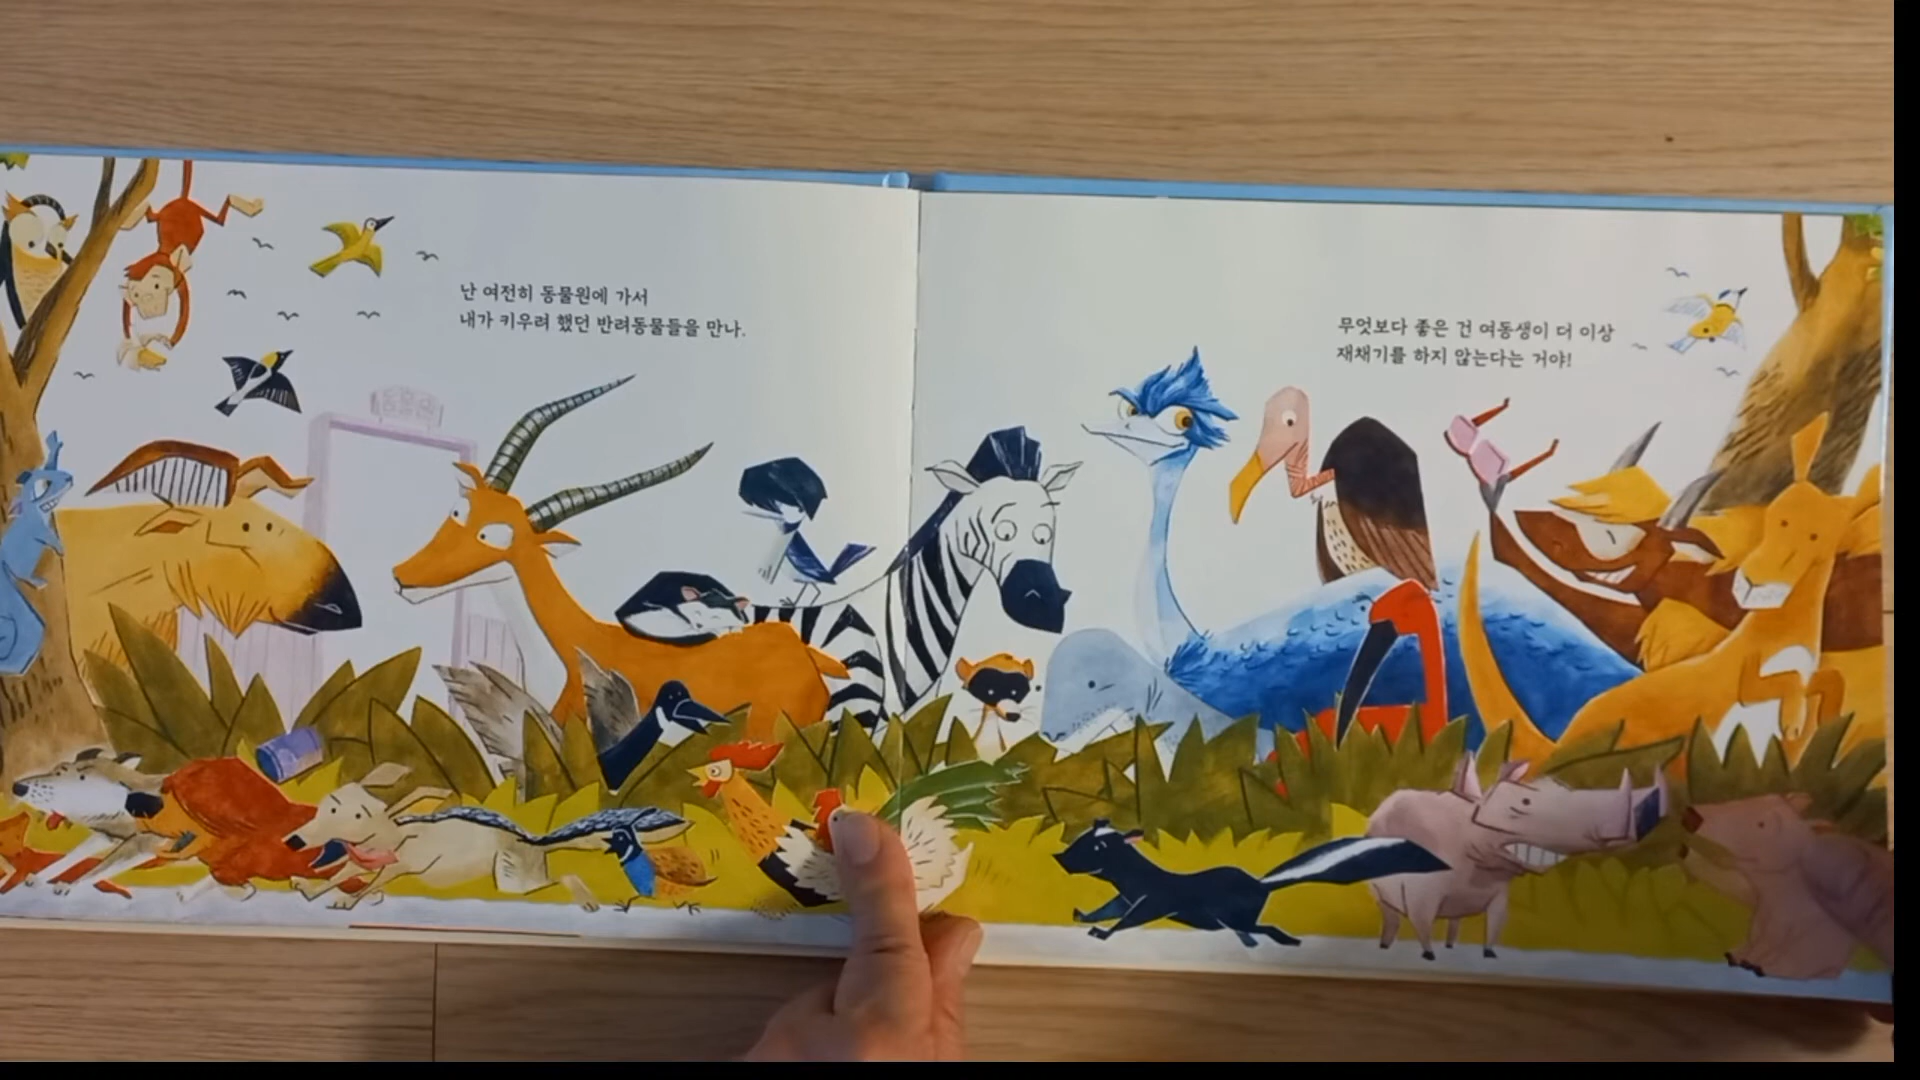 난 여전히 동물원에 가서
내가 키우려 했던 반려동물들을 만나.
무엇보다 좋은 건 여동생이 더 이상
재채기를 하지 않는다는 거야!